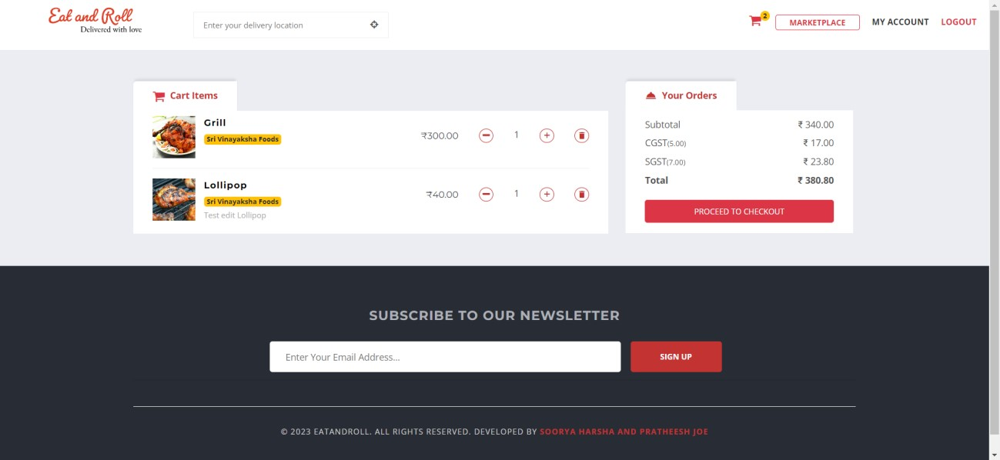 Eat and Roll
Delivered with love
Enter your delivery location
2
MARKETPLACE
MY ACCOUNT
LOGOUT
Cart Items
Grill
Sri Vinayaksha Foods
₹300.00
1
Lollipop
Sri Vinayaksha Foods
Test edit Lollipop
₹40.00
1
Your Orders
Subtotal ₹ 340.00
CGST(5.00) ₹ 17.00
SGST(7.00) ₹ 23.80
Total ₹ 380.80
PROCEED TO CHECKOUT
SUBSCRIBE TO OUR NEWSLETTER
Enter Your Email Address...
SIGN UP
© 2023 EATANDROLL. ALL RIGHTS RESERVED. DEVELOPED BY SOORYA HARSHA AND PRATHEESH JOE